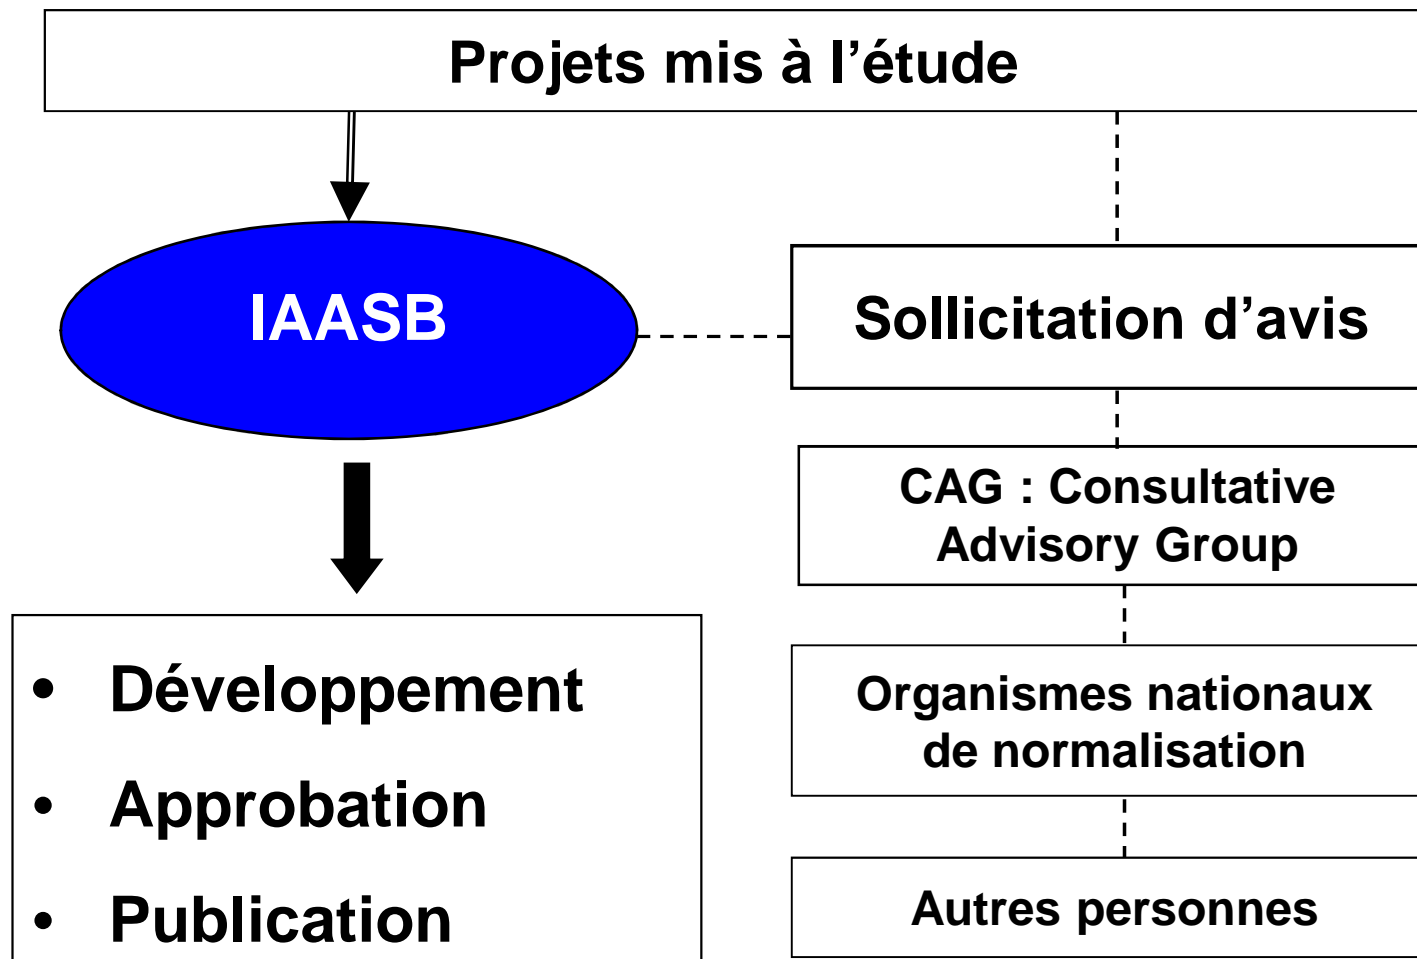 Projets mis à l’étude
IAASB
Sollicitation d’avis
CAG : Consultative
Advisory Group
Organismes nationaux
de normalisation
Autres personnes
• Développement
• Approbation
• Publication